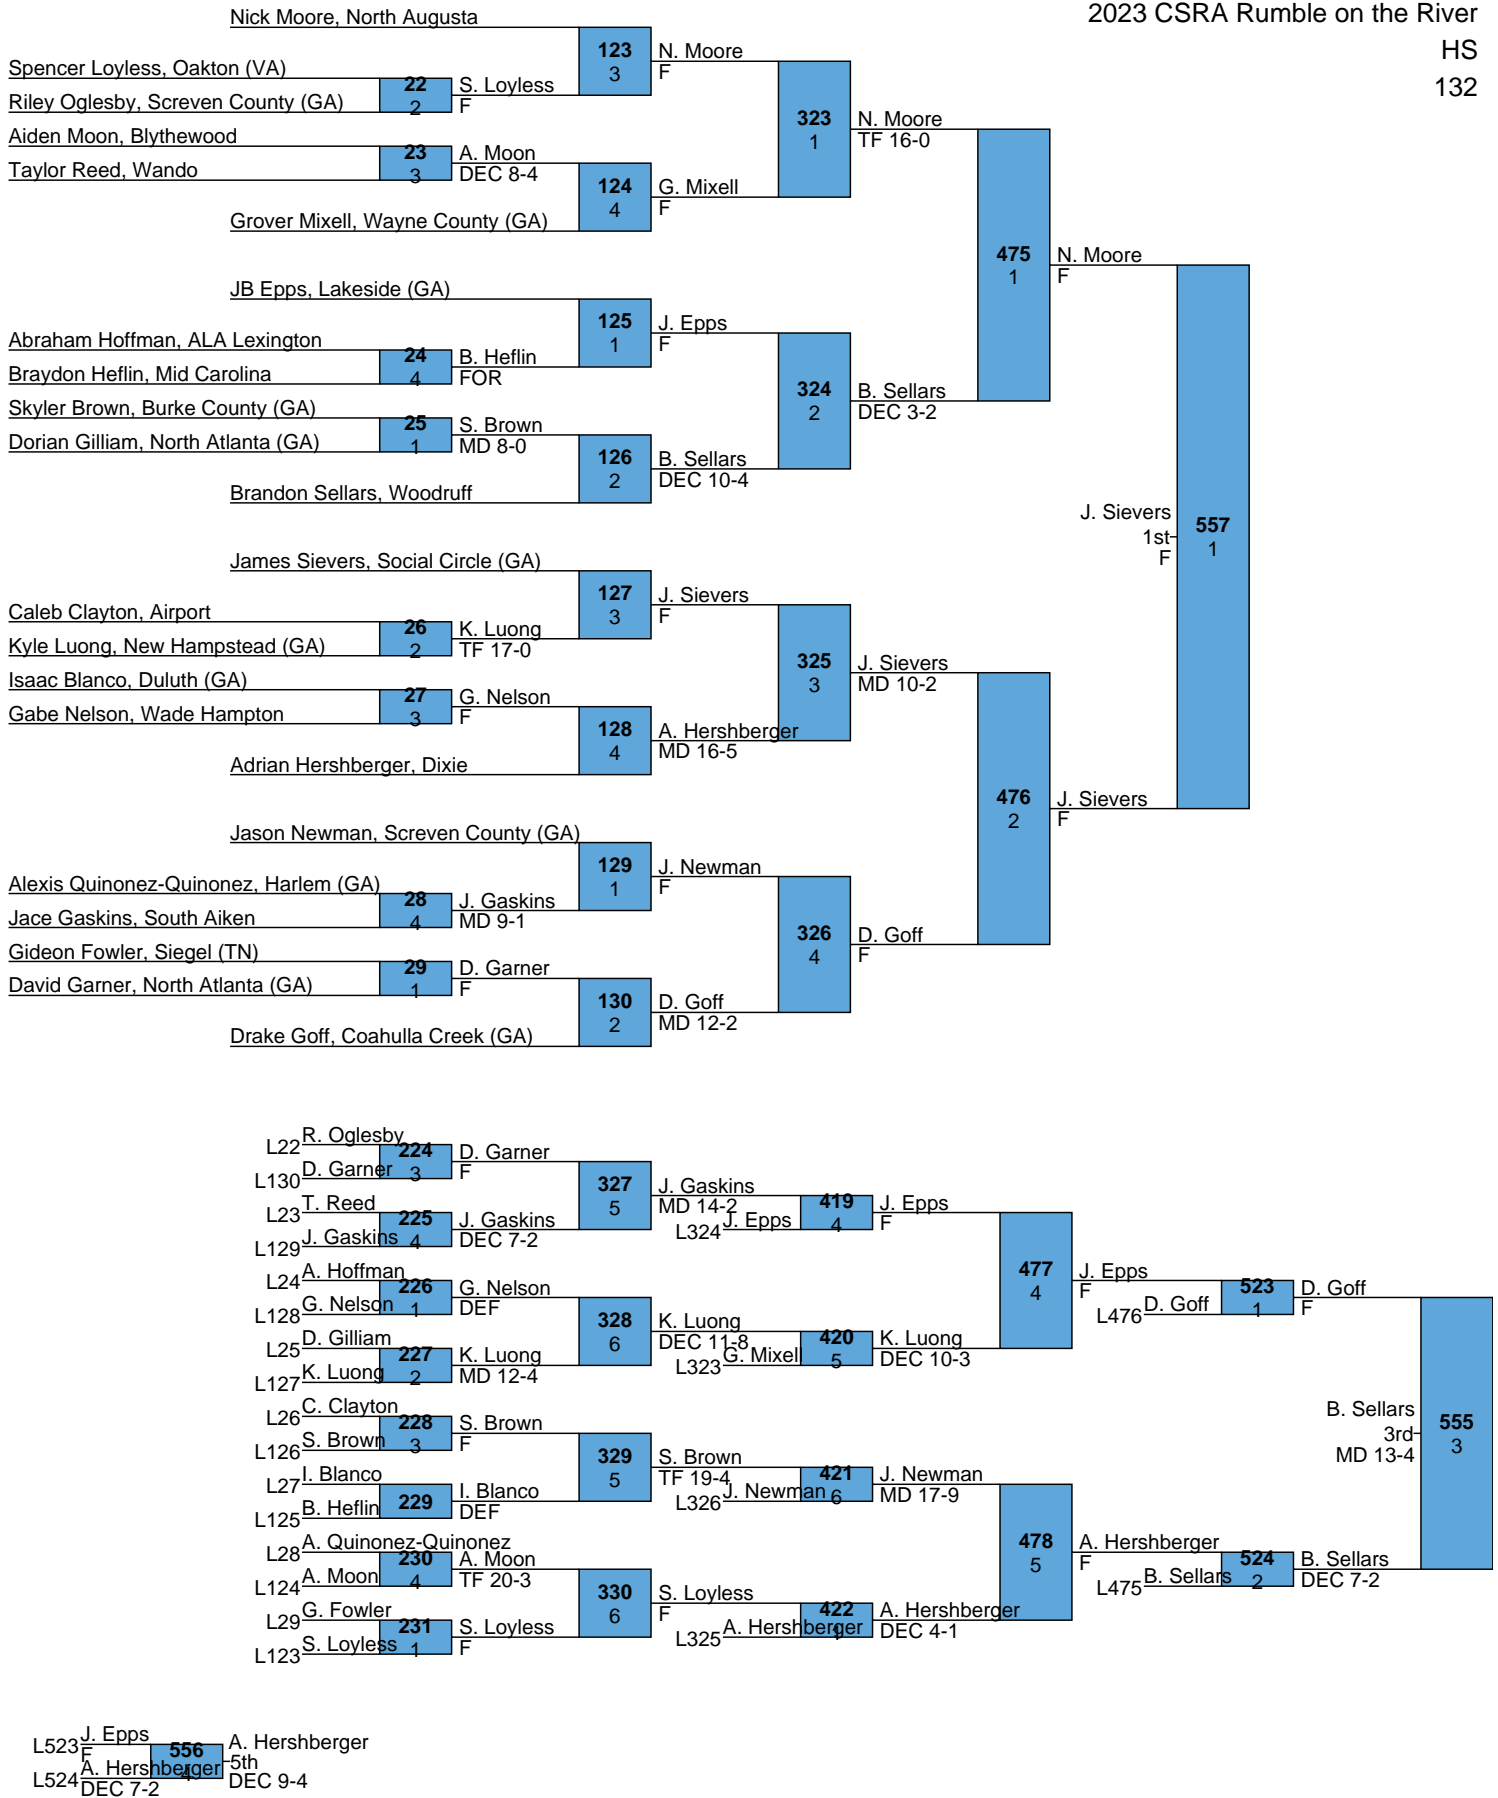 2023 CSRA Rumble on the River
HS
132
Nick Moore, North Augusta
123
3
N. Moore
F
Spencer Loyless, Oakton (VA)
22
2
S. Loyless
F
Riley Oglesby, Screven County (GA)
323
1
N. Moore
TF 16-0
Aiden Moon, Blythewood
23
3
A. Moon
DEC 8-4
Taylor Reed, Wando
124
4
G. Mixell
F
Grover Mixell, Wayne County (GA)
475
1
N. Moore
F
JB Epps, Lakeside (GA)
125
1
J. Epps
F
Abraham Hoffman, ALA Lexington
24
4
B. Heflin
FOR
Braydon Heflin, Mid Carolina
324
2
B. Sellars
DEC 3-2
Skyler Brown, Burke County (GA)
25
1
S. Brown
MD 8-0
Dorian Gilliam, North Atlanta (GA)
126
2
B. Sellars
DEC 10-4
Brandon Sellars, Woodruff
J. Sievers
1st
F
557
1
James Sievers, Social Circle (GA)
127
3
J. Sievers
F
Caleb Clayton, Airport
26
2
K. Luong
TF 17-0
Kyle Luong, New Hampstead (GA)
325
3
J. Sievers
MD 10-2
Isaac Blanco, Duluth (GA)
27
3
G. Nelson
F
Gabe Nelson, Wade Hampton
128
4
A. Hershberger
MD 16-5
Adrian Hershberger, Dixie
476
2
J. Sievers
F
Jason Newman, Screven County (GA)
129
1
J. Newman
F
Alexis Quinonez-Quinonez, Harlem (GA)
28
4
J. Gaskins
MD 9-1
Jace Gaskins, South Aiken
326
4
D. Goff
F
Gideon Fowler, Siegel (TN)
29
1
D. Garner
F
David Garner, North Atlanta (GA)
130
2
D. Goff
MD 12-2
Drake Goff, Coahulla Creek (GA)
L22 R. Oglesby
224
3
D. Garner
F
L130 D. Garner
327
5
J. Gaskins
MD 14-2
L23 T. Reed
225
4
J. Gaskins
DEC 7-2
L129 J. Gaskins
L324 J. Epps
419
4
J. Epps
F
L24 A. Hoffman
226
1
G. Nelson
DEF
L128 G. Nelson
477
4
J. Epps
F
328
6
K. Luong
DEC 11-8
L25 D. Gilliam
227
2
K. Luong
MD 12-4
L127 K. Luong
L323 G. Mixell
420
5
K. Luong
DEC 10-3
L476 D. Goff
523
1
D. Goff
F
L26 C. Clayton
228
3
S. Brown
F
L126 S. Brown
329
5
S. Brown
TF 19-4
L27 I. Blanco
229
I. Blanco
DEF
L125 B. Heflin
L326 J. Newman
421
6
J. Newman
MD 17-9
B. Sellars
3rd
MD 13-4
555
3
L28 A. Quinonez-Quinonez
230
4
A. Moon
TF 20-3
L124 A. Moon
478
5
A. Hershberger
F
330
6
S. Loyless
F
L29 G. Fowler
231
1
S. Loyless
F
L123 S. Loyless
L325 A. Hershberger
422
1
A. Hershberger
DEC 4-1
L475 B. Sellars
524
2
B. Sellars
DEC 7-2
L523 J. Epps
F
556
4
A. Hershberger
5th
DEC 9-4
L524 A. Hershberger
DEC 7-2